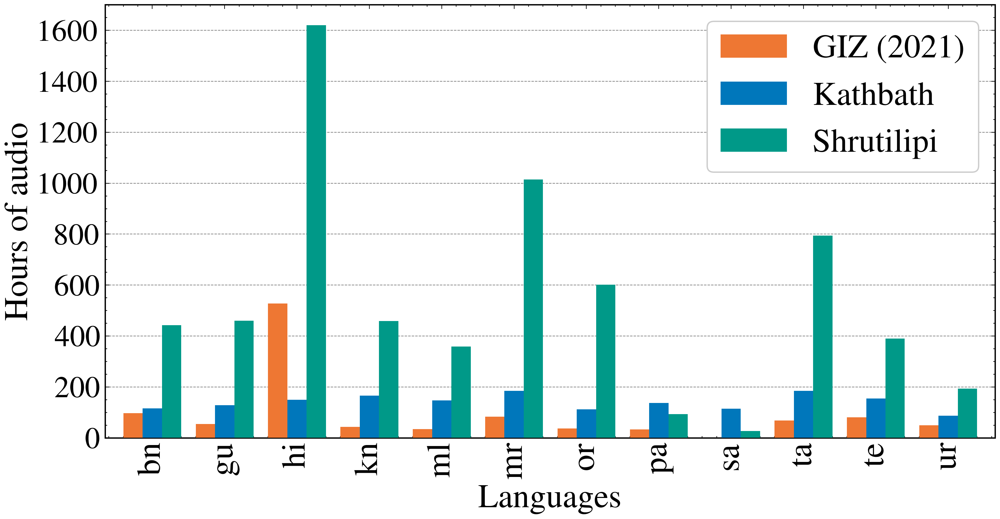 Hours of audio
1600
1400
1200
1000
800
600
400
200
0
GIZ (2021)
Kathbath
Shrutilipi
bn gu hi kn ml mr or pa sa ta te ur
Languages